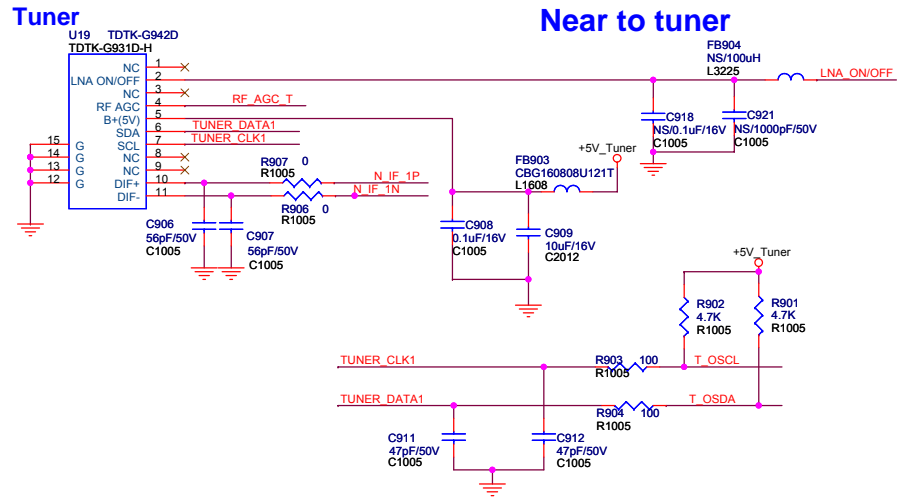 Tuner
Near to tuner
U19 TDTK-G942D
TDTK-G931D-H
NC 1
LNA ON/OFF 2
NC 3
RF AGC 4
B+(5V) 5
SDA 6
SCL 7
NC 8
NC 9
DIF+ 10
DIF- 11
15 G
14 G
13 G
12 G
RF_AGC_T
TUNER_DATA1
TUNER_CLK1
R907 0
R1005
N_IF_1P
N_IF_1N
R906 0
R1005
C906
56pF/50V
C1005
C907
56pF/50V
C1005
FB904
NS/100uH
L3225
LNA_ON/OFF
C918
NS/0.1uF/16V
C1005
C921
NS/1000pF/50V
C1005
+5V_Tuner
FB903
CBG160808U121T
L1608
C908
0.1uF/16V
C1005
C909
10uF/16V
C2012
+5V_Tuner
R902
4.7K
R1005
R901
4.7K
R1005
TUNER_CLK1
R903 100
R1005
T_OSCL
TUNER_DATA1
R904 100
R1005
T_OSDA
C911
47pF/50V
C1005
C912
47pF/50V
C1005